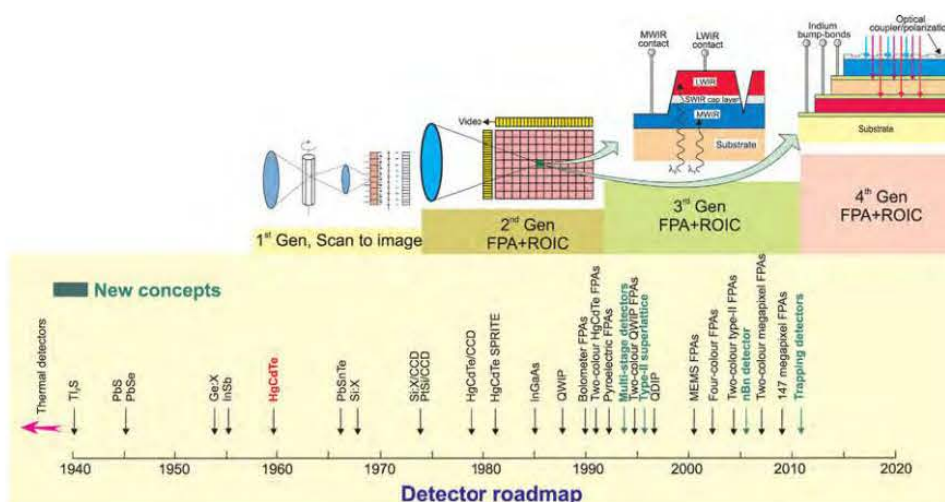 MWIR
contact
LWIR
contact
Indium
bump-bonds
Optical
coupler/polarizatio
Video
LWIR
SWIR cap layer
MWIR
Substrate
Substrate
1st Gen, Scan to image
2nd Gen
FPA+ROIC
3rd Gen
FPA+ROIC
4th Gen
FPA+ROIC
New concepts
Thermal detectors
Tl,S
PbS
PbSe
Ge:X
InSb
HgCdTe
PbSnTe
Si:X
Si:X/CCD
PtSi/CCD
HgCdTe/CCD
HgCdTe SPRITE
InGaAs
QWIP
Bolometer FPAs
Two-colour HgCdTe FPAs
Pyroelectric FPAs
Multi-stage detectors
Two-colour QWIP FPAs
Type-II superlattice
QDIP
MEMS FPAs
Four-colour FPAs
Two-colour type-II FPAs
nBn detector
Two-colour megapixel FPAs
147 megapixel FPAs
Trapping detectors
1940
1950
1960
1970
1980
1990
2000
2010
2020
Detector roadmap